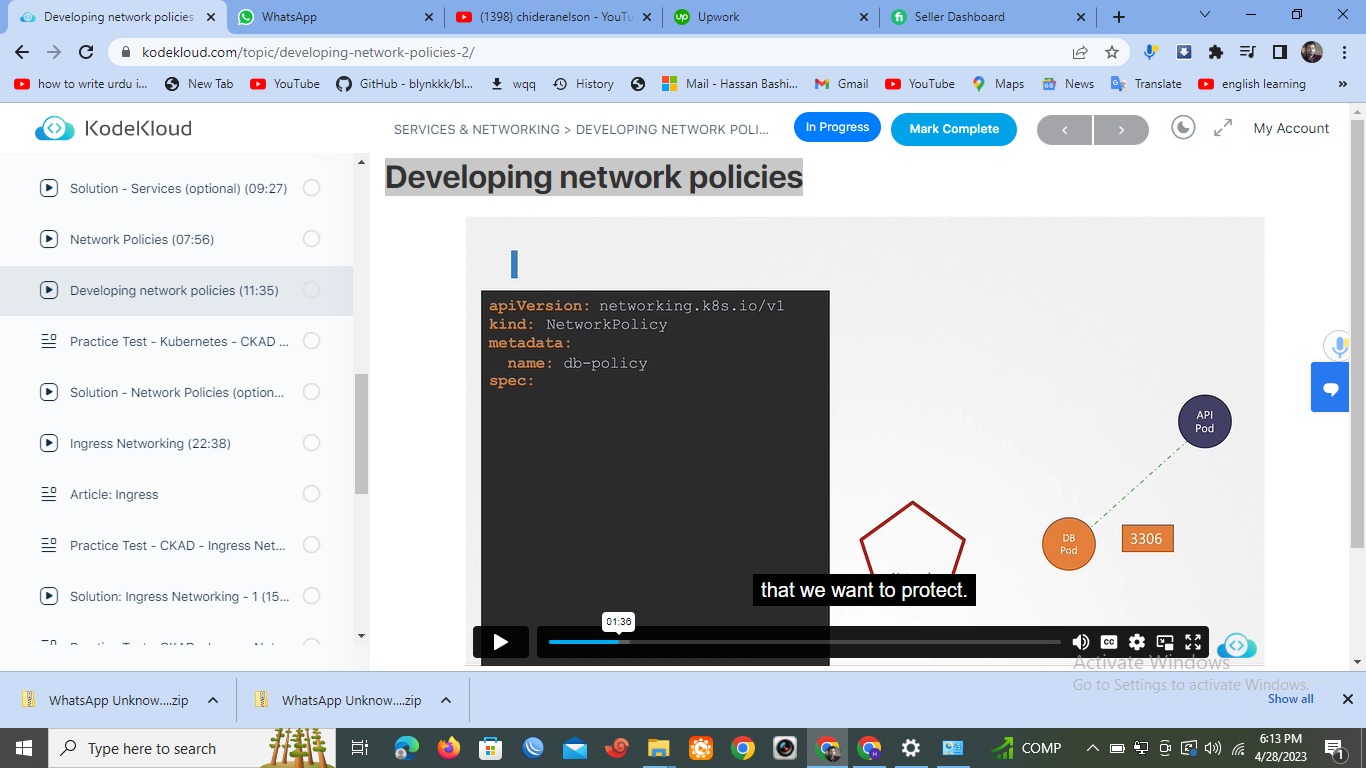 Developing network policies
WhatsApp
(1398) chideranelson - YouTu
Upwork
Seller Dashboard
kodekloud.com/topic/developing-network-policies-2/
how to write urdu i...
New Tab
YouTube
GitHub - blynkkk/bl...
wqq
History
Mail - Hassan Bashi...
Gmail
YouTube
Maps
News
Translate
english learning
KodeKloud
SERVICES & NETWORKING > DEVELOPING NETWORK POLI...
In Progress
Mark Complete
My Account
Solution - Services (optional) (09:27)
Network Policies (07:56)
Developing network policies (11:35)
Practice Test - Kubernetes - CKAD ...
Solution - Network Policies (option...
Ingress Networking (22:38)
Article: Ingress
Practice Test - CKAD - Ingress Net...
Solution: Ingress Networking - 1 (15...
Developing network policies
apiVersion: networking.k8s.io/v1
kind: NetworkPolicy
metadata:
name: db-policy
spec:
API
Pod
DB
Pod
3306
that we want to protect.
01:36
CC
Activate Windows
Go to Settings to activate Windows.
WhatsApp Unknow....zip
WhatsApp Unknow....zip
Show all
Type here to search
COMP
6:13 PM
4/28/2023
1